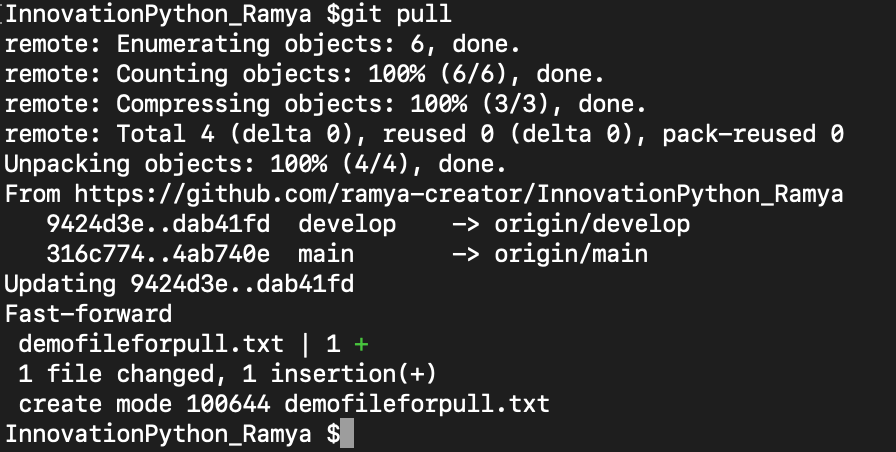 InnovationPython_Ramya $git pull
remote: Enumerating objects: 6, done.
remote: Counting objects: 100% (6/6), done.
remote: Compressing objects: 100% (3/3), done.
remote: Total 4 (delta 0), reused 0 (delta 0), pack-reused 0
Unpacking objects: 100% (4/4), done.
From https://github.com/ramya-creator/InnovationPython_Ramya
   9424d3e..dab41fd  develop    -> origin/develop
   316c774..4ab740e  main       -> origin/main
Updating 9424d3e..dab41fd
Fast-forward
 demofileforpull.txt | 1 +
 1 file changed, 1 insertion(+)
 create mode 100644 demofileforpull.txt
InnovationPython_Ramya $